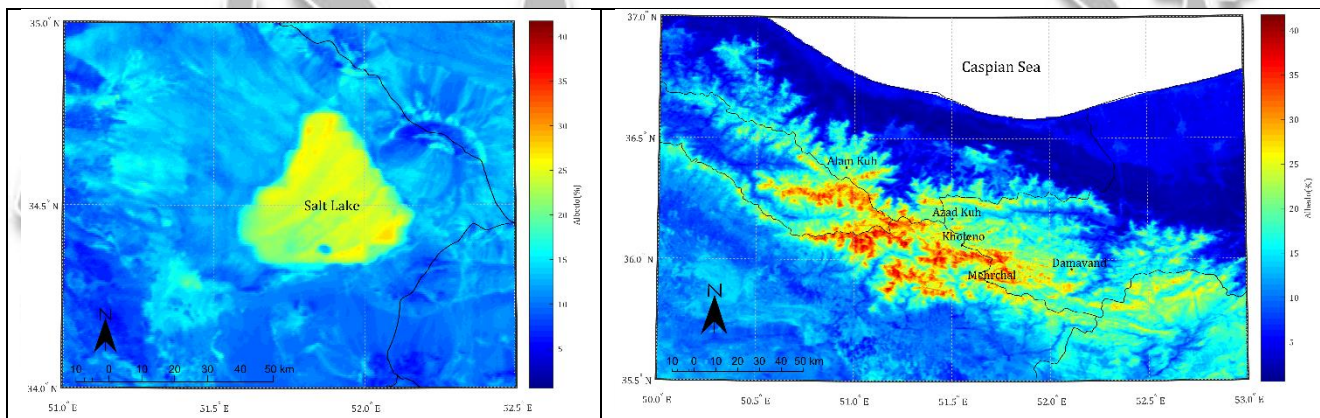 35.0° N
34.5° N
34.0° N
51.0° E
51.5° E
52.0° E
52.5° E
Salt Lake
N
10 5 0 10 20 30 40 50 km
40
35
30
25
20
15
10
5
Albedo[%]
37.0° N
36.5° N
36.0° N
35.5° N
50.0° E
50.5° E
51.0° E
51.5° E
52.0° E
52.5° E
53.0° E
Caspian Sea
Alam Kuh
Azad Kuh
Kholeno
Damavand
Mehrchal
N
10 5 0 10 20 30 40 50 km
40
35
30
25
20
15
10
5
Albedo[%]